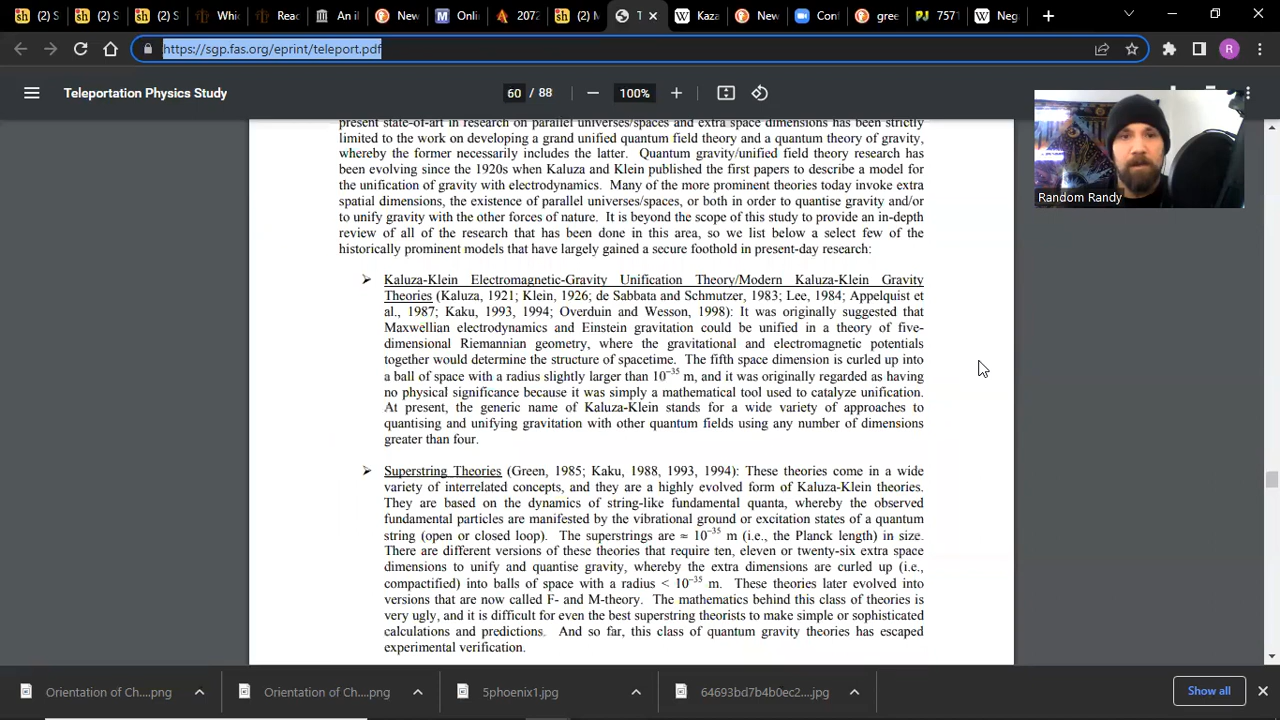 (2) S
(2) S
(2) S
Whi
Read
An il
New
Onli
2072
(2) M
T
Kaza
New
Conf
gree
7571
Neg
https://sgp.fas.org/eprint/teleport.pdf
R
Teleportation Physics Study
60 / 88
100%
Random Randy
present state-of-art in research on parallel universes/spaces and extra space dimensions has been strictly
limited to the work on developing a grand unified quantum field theory and a quantum theory of gravity,
whereby the former necessarily includes the latter. Quantum gravity/unified field theory research has
been evolving since the 1920s when Kaluza and Klein published the first papers to describe a model for
the unification of gravity with electrodynamics. Many of the more prominent theories today invoke extra
spatial dimensions, the existence of parallel universes/spaces, or both in order to quantise gravity and/or
to unify gravity with the other forces of nature. It is beyond the scope of this study to provide an in-depth
review of all of the research that has been done in this area, so we list below a select few of the
historically prominent models that have largely gained a secure foothold in present-day research:
➢ Kaluza-Klein Electromagnetic-Gravity Unification Theory/Modern Kaluza-Klein Gravity
Theories (Kaluza, 1921; Klein, 1926; de Sabbata and Schmutzer, 1983; Lee, 1984; Appelquist et
al., 1987; Kaku, 1993, 1994; Overduin and Wesson, 1998): It was originally suggested that
Maxwellian electrodynamics and Einstein gravitation could be unified in a theory of five-
dimensional Riemannian geometry, where the gravitational and electromagnetic potentials
together would determine the structure of spacetime. The fifth space dimension is curled up into
a ball of space with a radius slightly larger than 10⁻³⁵ m, and it was originally regarded as having
no physical significance because it was simply a mathematical tool used to catalyze unification.
At present, the generic name of Kaluza-Klein stands for a wide variety of approaches to
quantising and unifying gravitation with other quantum fields using any number of dimensions
greater than four.
➢ Superstring Theories (Green, 1985; Kaku, 1988, 1993, 1994): These theories come in a wide
variety of interrelated concepts, and they are a highly evolved form of Kaluza-Klein theories.
They are based on the dynamics of string-like fundamental quanta, whereby the observed
fundamental particles are manifested by the vibrational ground or excitation states of a quantum
string (open or closed loop). The superstrings are ≈ 10⁻³⁵ m (i.e., the Planck length) in size.
There are different versions of these theories that require ten, eleven or twenty-six extra space
dimensions to unify and quantise gravity, whereby the extra dimensions are curled up (i.e.,
compactified) into balls of space with a radius < 10⁻³⁵ m. These theories later evolved into
versions that are now called F- and M-theory. The mathematics behind this class of theories is
very ugly, and it is difficult for even the best superstring theorists to make simple or sophisticated
calculations and predictions. And so far, this class of quantum gravity theories has escaped
experimental verification.
Orientation of Ch....png
Orientation of Ch....png
5phoenix1.jpg
64693bd7b4b0ec2....jpg
Show all